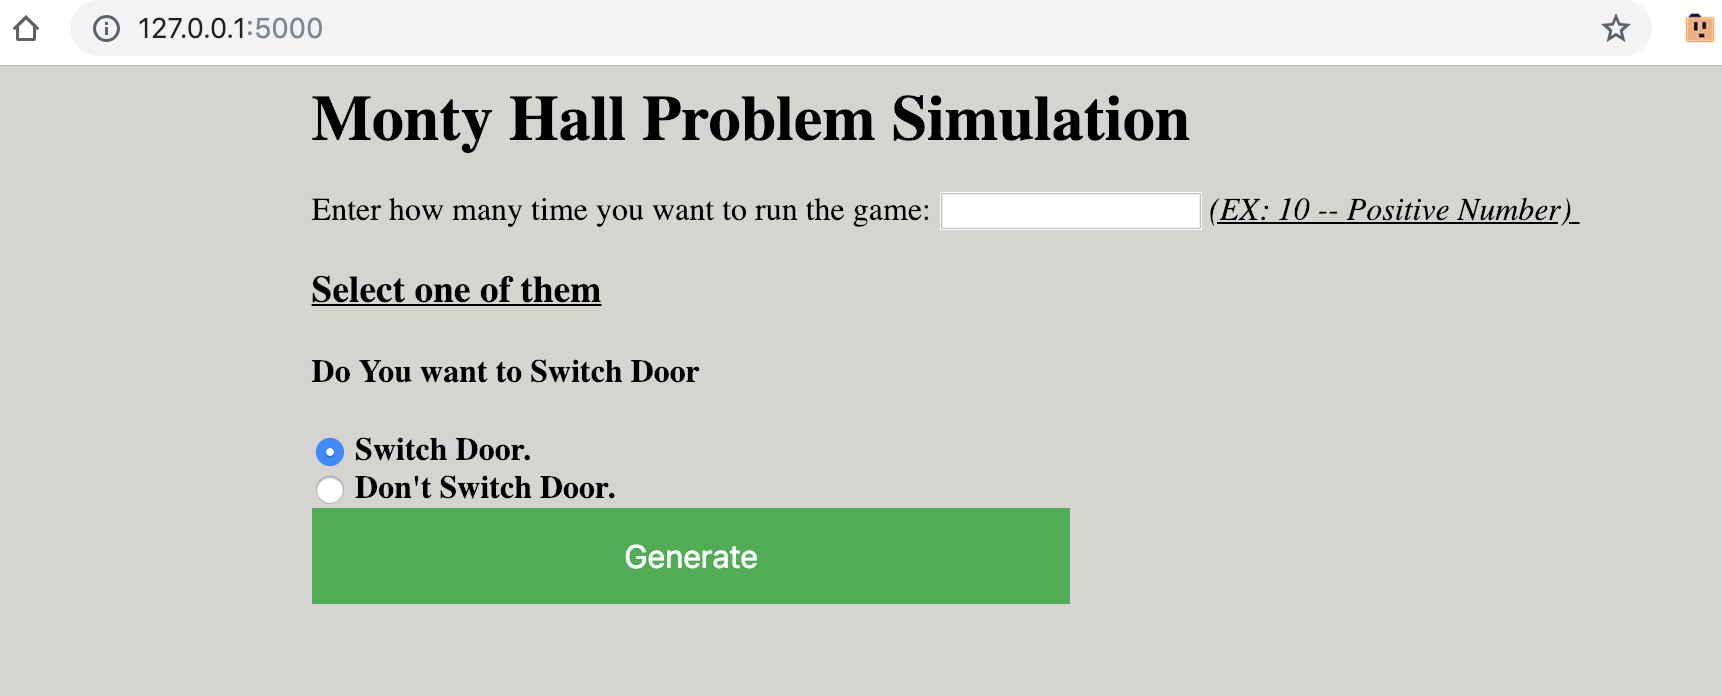 127.0.0.1:5000
Monty Hall Problem Simulation
Enter how many time you want to run the game: (EX: 10 -- Positive Number)
Select one of them
Do You want to Switch Door
Switch Door.
Don't Switch Door.
Generate